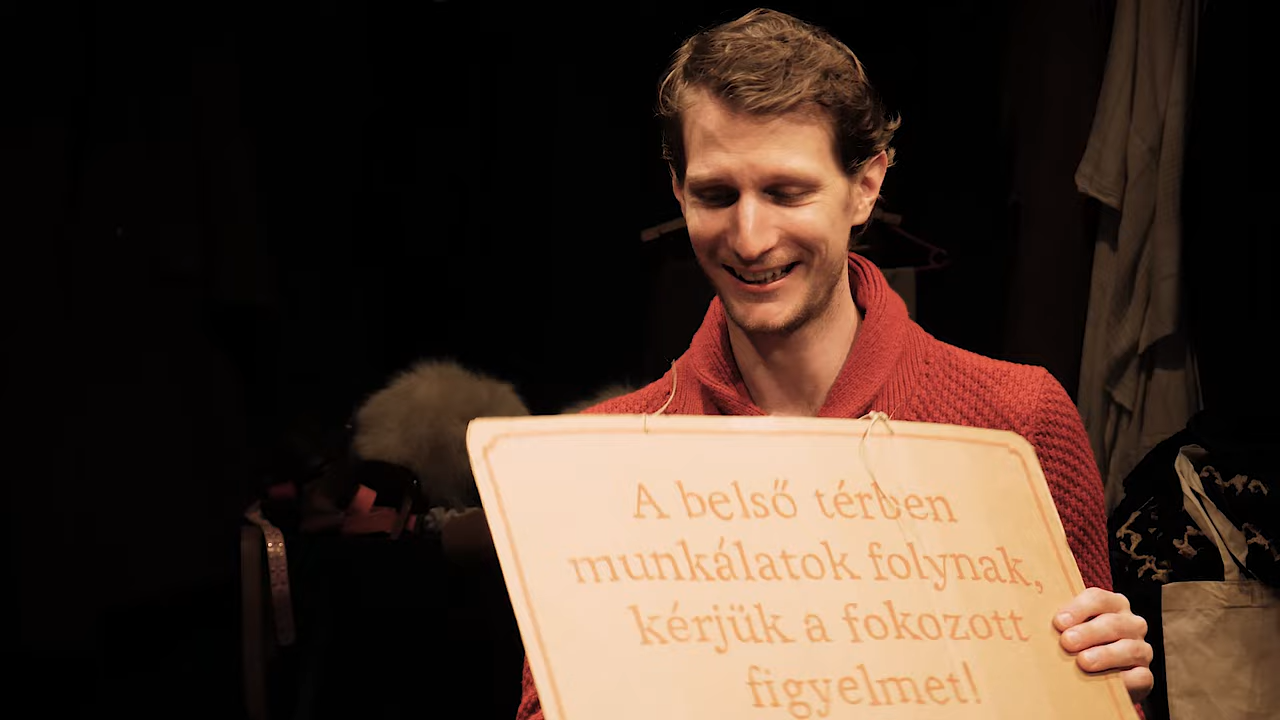 A belső térben
munkálatok folynak,
kérjük a fokozott
figyelmet!